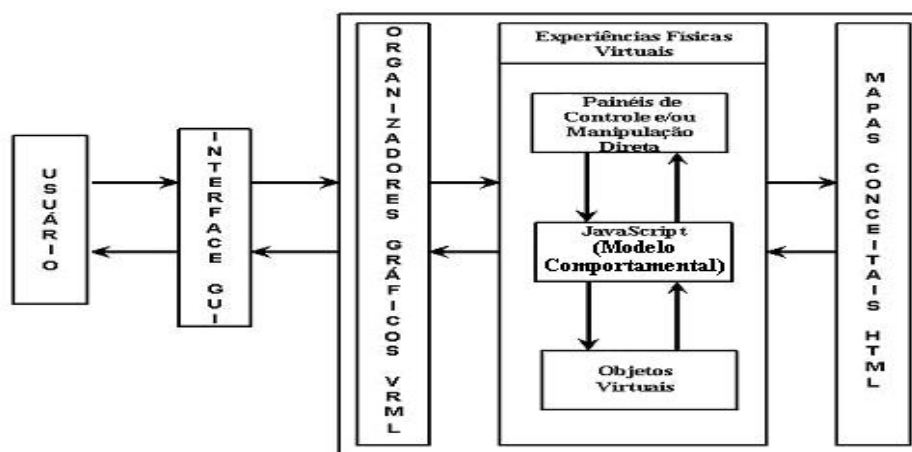 USUÁRIO
INTERFACE GUI
ORGANIZADORES GRÁFICOS VRML
Experiências Físicas
Virtuais
Painéis de
Controle e/ou
Manipulação
Direta
JavaScript
(Modelo
Comportamental)
Objetos
Virtuais
MAPAS CONCEITAIS HTML